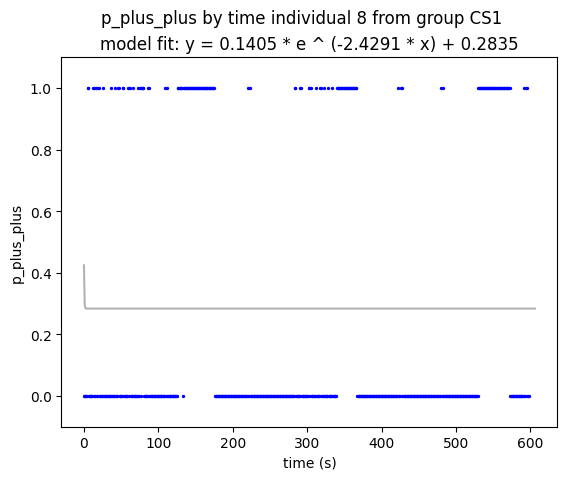 p_plus_plus by time individual 8 from group CS1
model fit: y = 0.1405 * e ^ (-2.4291 * x) + 0.2835
1.0
0.8
0.6
0.4
0.2
0.0
p_plus_plus
0 100 200 300 400 500 600
time (s)